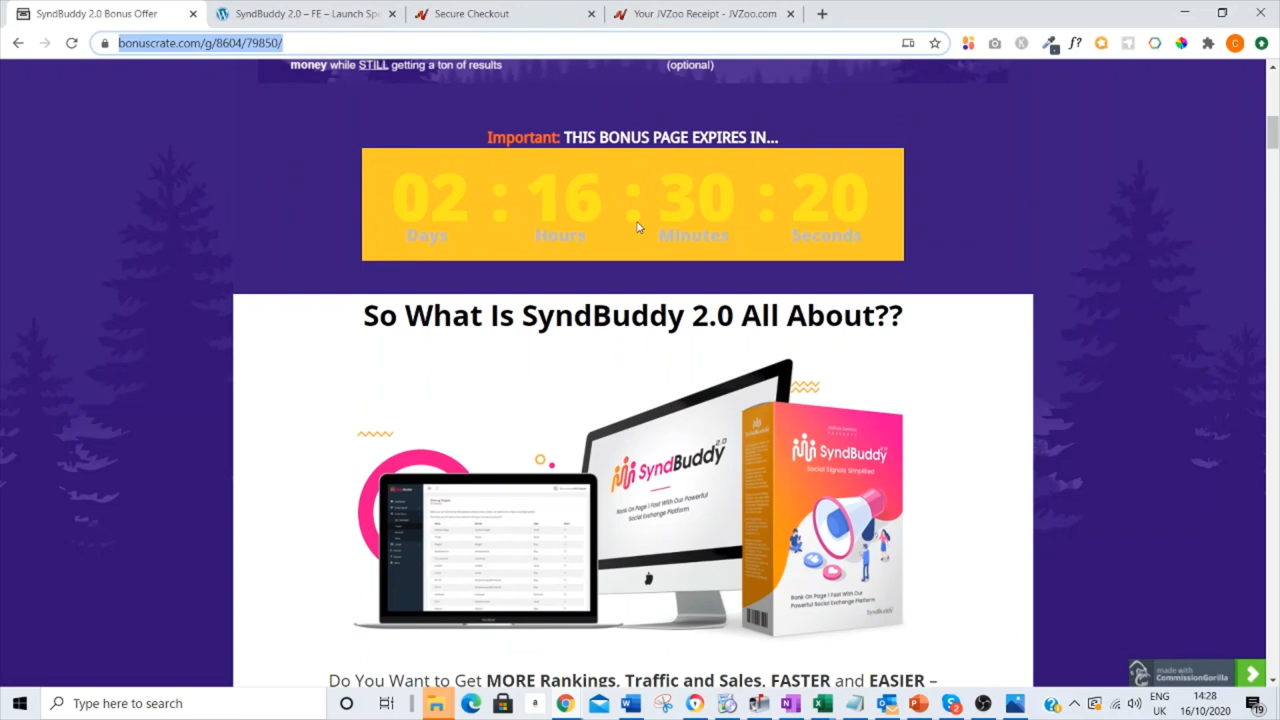 SyndBuddy 2.0 Bonus Offer
SyndBuddy 2.0 – FE – Launch Spe
Secure Checkout
Your JVZoo Receipt - JVZoo.com
bonuscrate.com/g/8604/79850/
money while STILL getting a ton of results
(optional)
Important: THIS BONUS PAGE EXPIRES IN...
02 : 16 : 30 : 20
Days Hours Minutes Seconds
So What Is SyndBuddy 2.0 All About??
SyndBuddy 2.0
Rank On Page 1 Fast With Our Powerful
Social Exchange Platform
SyndBuddy 2.0
Social Signals Simplified
Rank On Page 1 Fast With Our
Powerful Social Exchange Platform
SyndBuddy
Do You Want to Get MORE Rankings, Traffic and Sales, FASTER and EASIER –
made with
CommissionGorilla
Type here to search
ENG
UK
14:28
16/10/2020
19